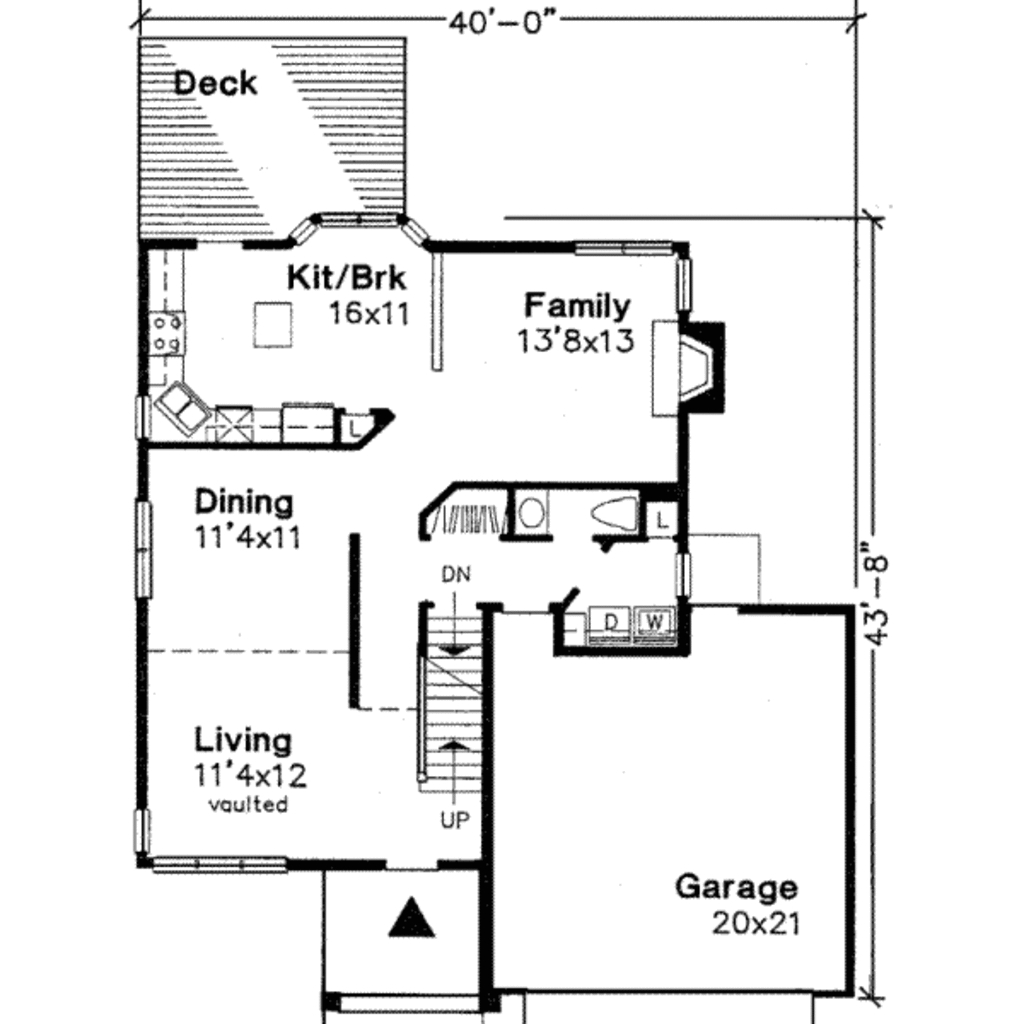 40'-0"
Deck
Kit/Brk
16x11
Family
13'8x13
L
Dining
11'4x11
L
DN
43'-8"
D
W
Living
11'4x12
vaulted
UP
Garage
20x21